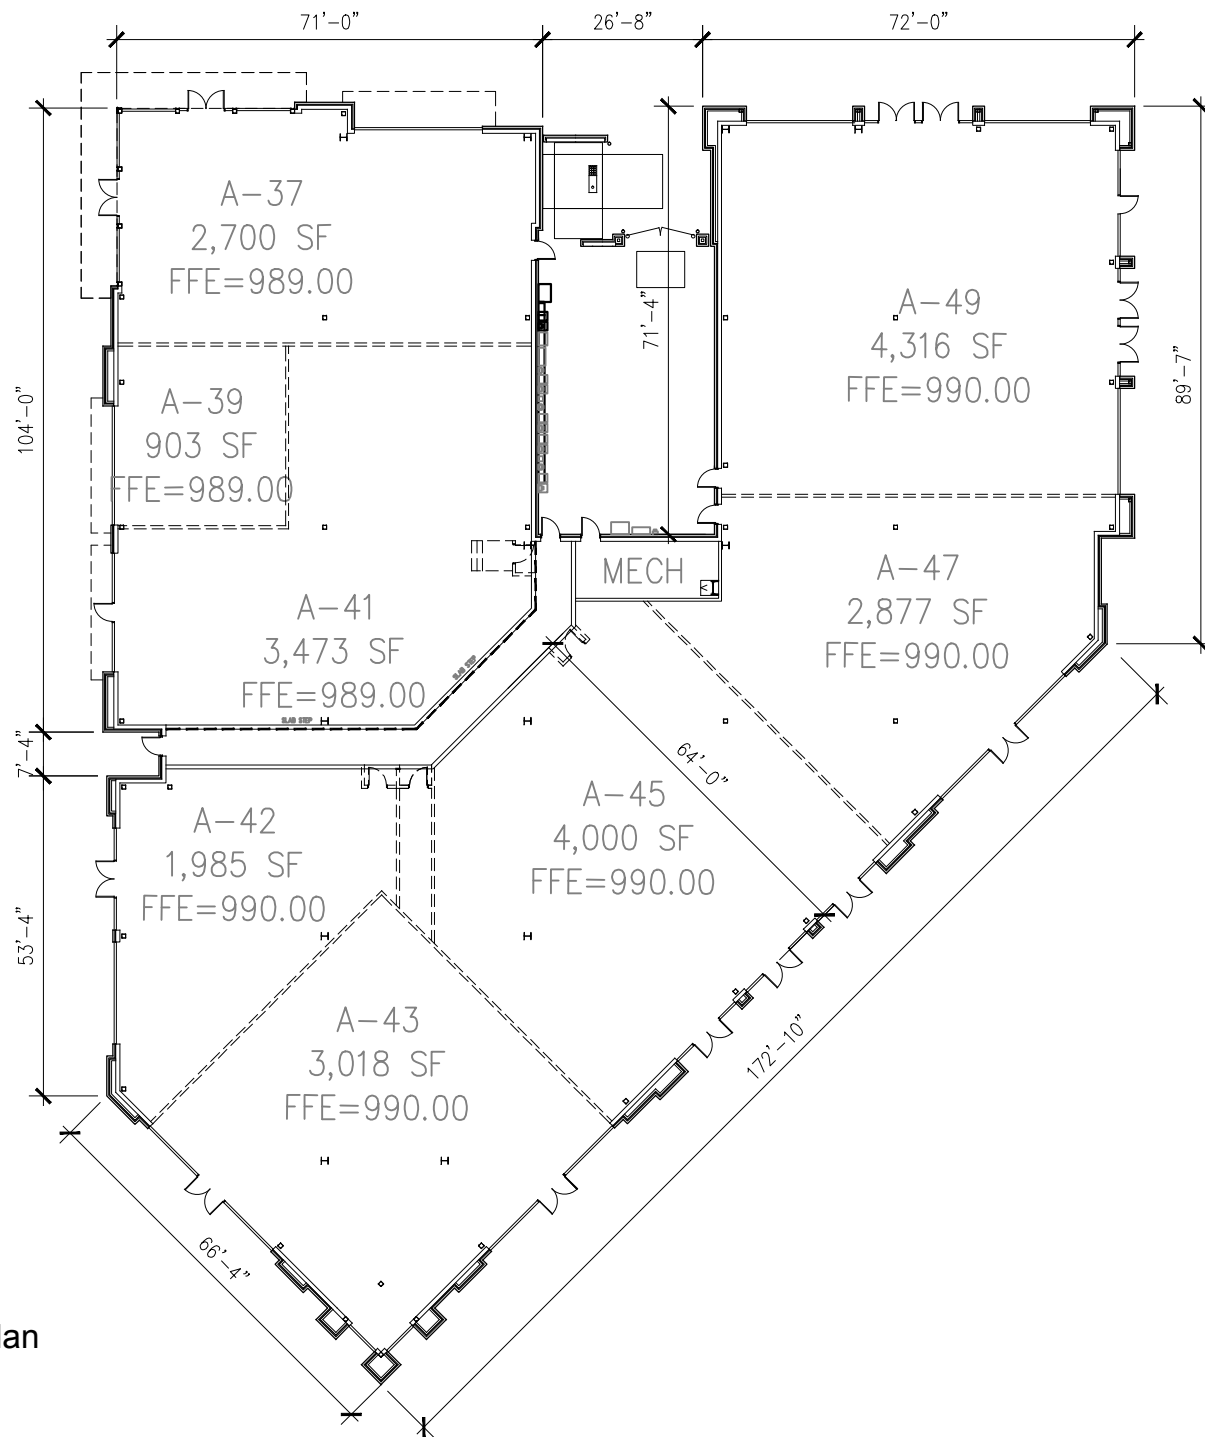 71'-0"
26'-8"
72'-0"
A-37
2,700 SF
FFE=989.00
71'-4"
A-49
4,316 SF
FFE=990.00
89'-7"
104'-0"
A-39
903 SF
FFE=989.00
MECH
A-47
2,877 SF
FFE=990.00
A-41
3,473 SF
FFE=989.00
SLAB STEP
SLAB STEP
7'-4"
64'-0"
A-45
4,000 SF
FFE=990.00
A-42
1,985 SF
FFE=990.00
53'-4"
A-43
3,018 SF
FFE=990.00
172'-10"
66'-4"
lan